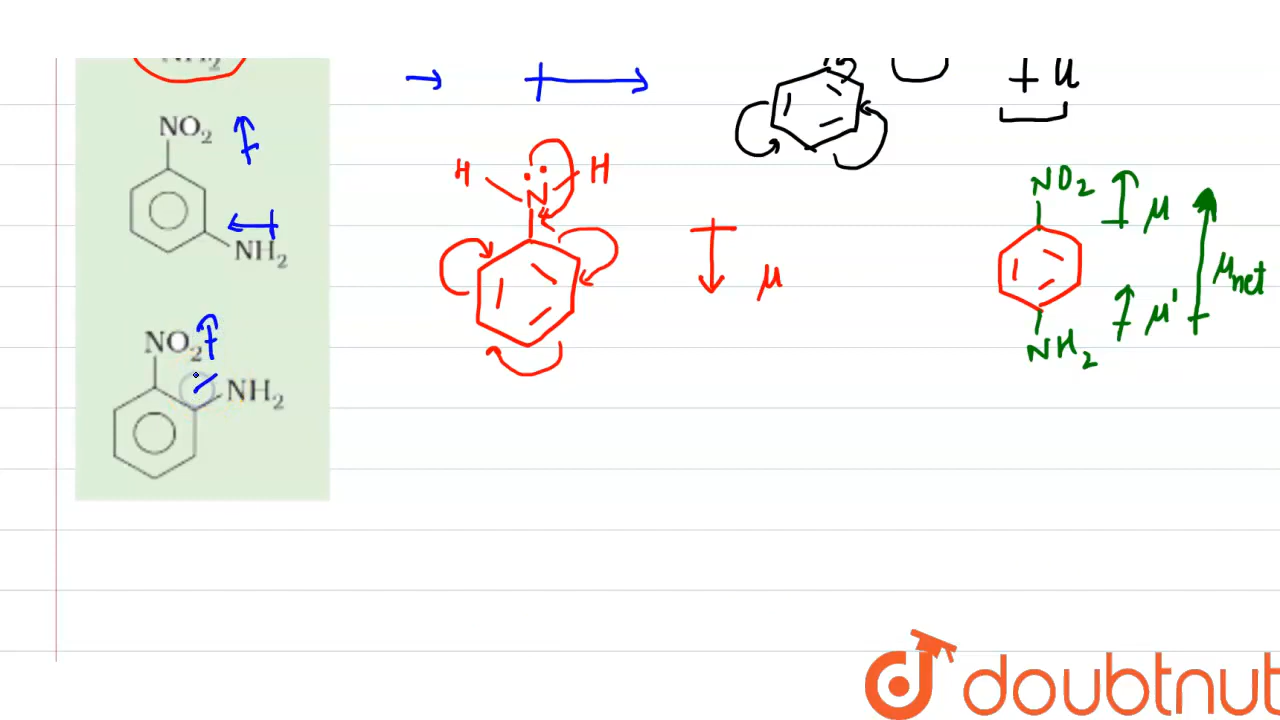 NH2
+ u
NO2
NH2
H
N
H
μ
NO2
μ
μ'
μnet
NH2
NO2
NH2
doubtnut